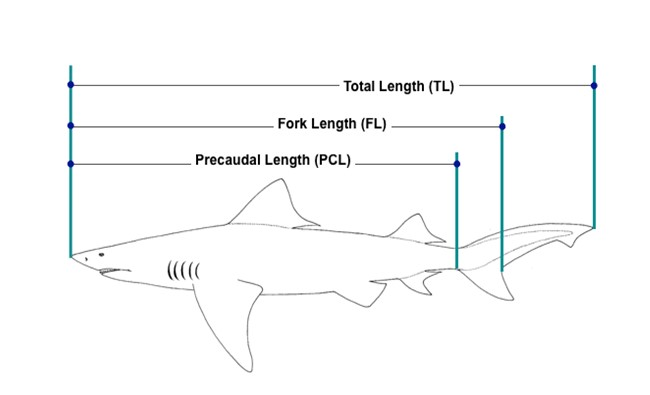 Total Length (TL)
Fork Length (FL)
Precaudal Length (PCL)